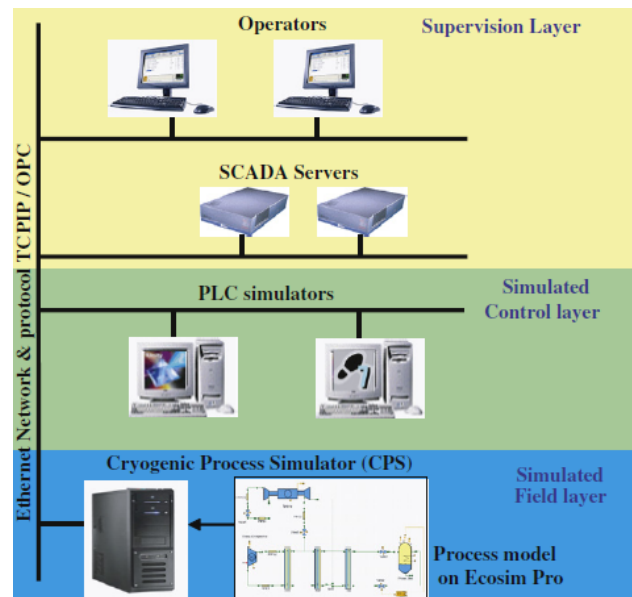 Operators
Supervision Layer
SCADA Servers
Ethernet Network & protocol TCPIP / OPC
PLC simulators
Simulated
Control layer
Cryogenic Process Simulator (CPS)
Simulated
Field layer
Process model
on Ecosim Pro